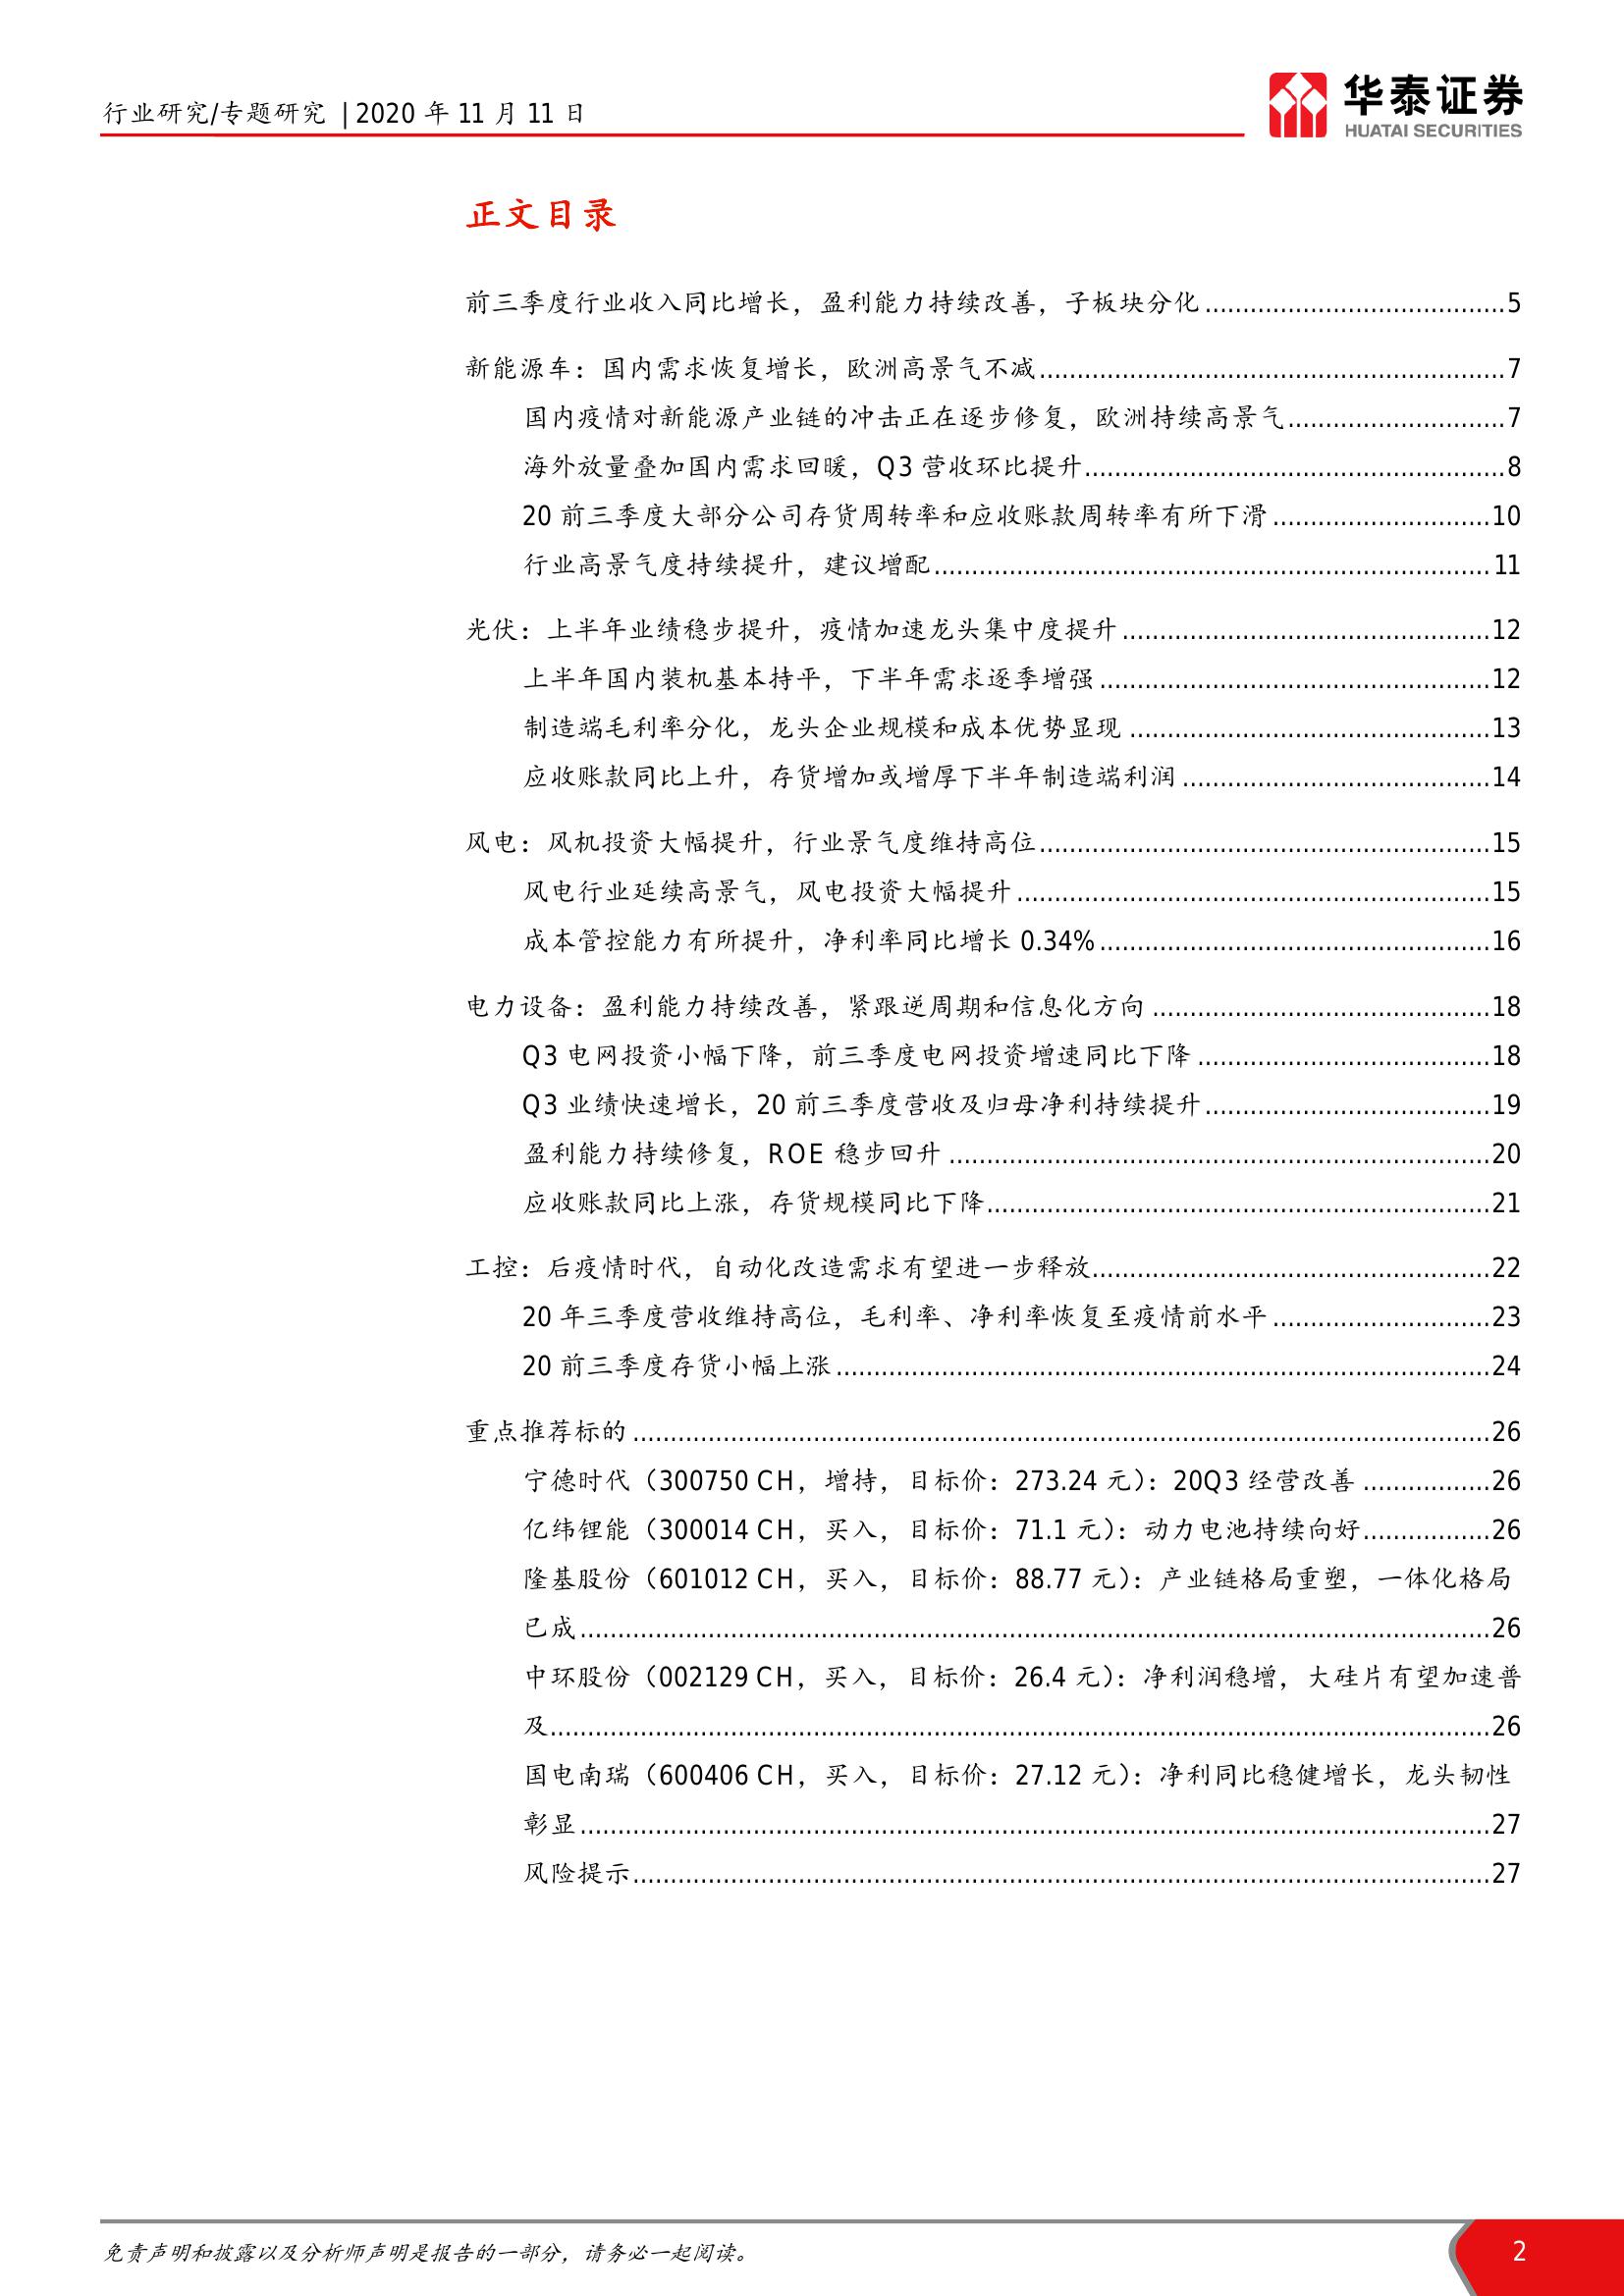 行业研究/专题研究 | 2020 年 11 月 11 日
华泰证券
HUATAI SECURITIES
正文目录
前三季度行业收入同比增长，盈利能力持续改善，子板块分化........................................5
新能源车：国内需求恢复增长，欧洲高景气不减..............................................................7
国内疫情对新能源产业链的冲击正在逐步修复，欧洲持续高景气.............................7
海外放量叠加国内需求回暖，Q3 营收环比提升........................................................8
20 前三季度大部分公司存货周转率和应收账款周转率有所下滑.............................10
行业高景气度持续提升，建议增配..........................................................................11
光伏：上半年业绩稳步提升，疫情加速龙头集中度提升.................................................12
上半年国内装机基本持平，下半年需求逐季增强....................................................12
制造端毛利率分化，龙头企业规模和成本优势显现................................................13
应收账款同比上升，存货增加或增厚下半年制造端利润.........................................14
风电：风机投资大幅提升，行业景气度维持高位............................................................15
风电行业延续高景气，风电投资大幅提升...............................................................15
成本管控能力有所提升，净利率同比增长 0.34%....................................................16
电力设备：盈利能力持续改善，紧跟逆周期和信息化方向.............................................18
Q3 电网投资小幅下降，前三季度电网投资增速同比下降.......................................18
Q3 业绩快速增长，20 前三季度营收及归母净利持续提升......................................19
盈利能力持续修复，ROE 稳步回升........................................................................20
应收账款同比上涨，存货规模同比下降...................................................................21
工控：后疫情时代，自动化改造需求有望进一步释放.....................................................22
20 年三季度营收维持高位，毛利率、净利率恢复至疫情前水平.............................23
20 前三季度存货小幅上涨.......................................................................................24
重点推荐标的..................................................................................................................26
宁德时代（300750 CH，增持，目标价：273.24 元）：20Q3 经营改善.................26
亿纬锂能（300014 CH，买入，目标价：71.1 元）：动力电池持续向好.................26
隆基股份（601012 CH，买入，目标价：88.77 元）：产业链格局重塑，一体化格局
已成.........................................................................................................................26
中环股份（002129 CH，买入，目标价：26.4 元）：净利润稳增，大硅片有望加速普
及.............................................................................................................................26
国电南瑞（600406 CH，买入，目标价：27.12 元）：净利同比稳健增长，龙头韧性
彰显.........................................................................................................................27
风险提示..................................................................................................................27
免责声明和披露以及分析师声明是报告的一部分，请务必一起阅读。
2